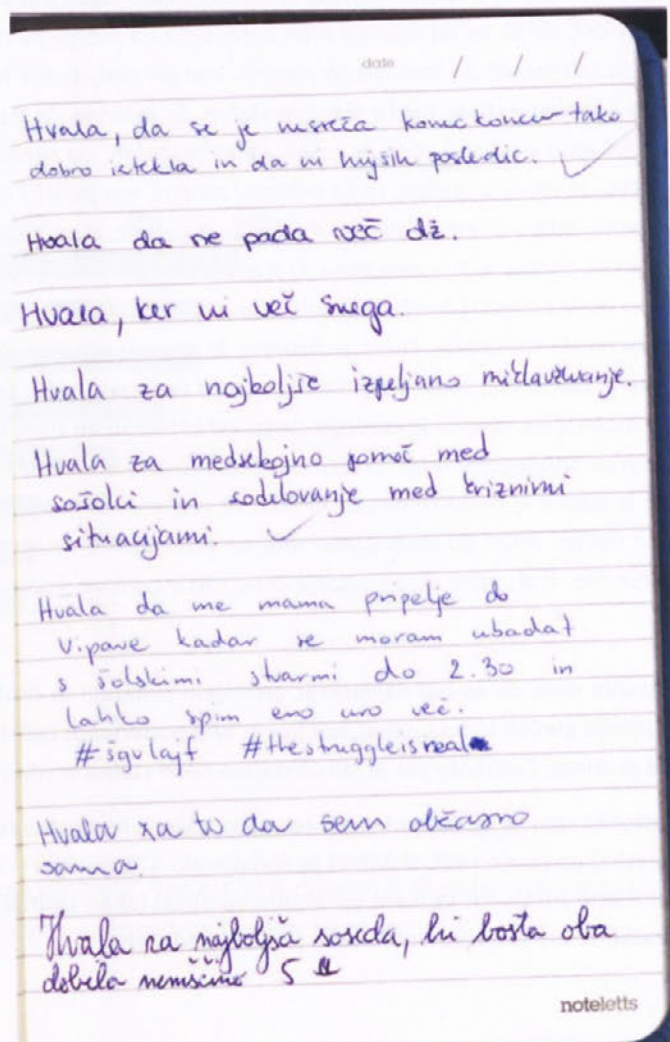 date / / /
Hvala, da se je nesreča konec koncev tako
dobro iztekla in da ni hujših posledic.
Hvala da ne pada več dž.
Hvala, ker ni več snega.
Hvala za najboljše izpeljano
Hvala za medsebojno pomoč med
sošolci in sodelovanje med kriznimi
situacijami.
Hvala da me mama pripelje do
Vipave kadar se moram ubadat
s šolskimi stvarmi do 2.30 in
lahko spim eno uro več.
#šgvlajf #thestruggleisreal
Hvala za to da sem občasno
sama.
Hvala za najboljša soseda, ki bosta oba
dobila nemščino 5
noteletts